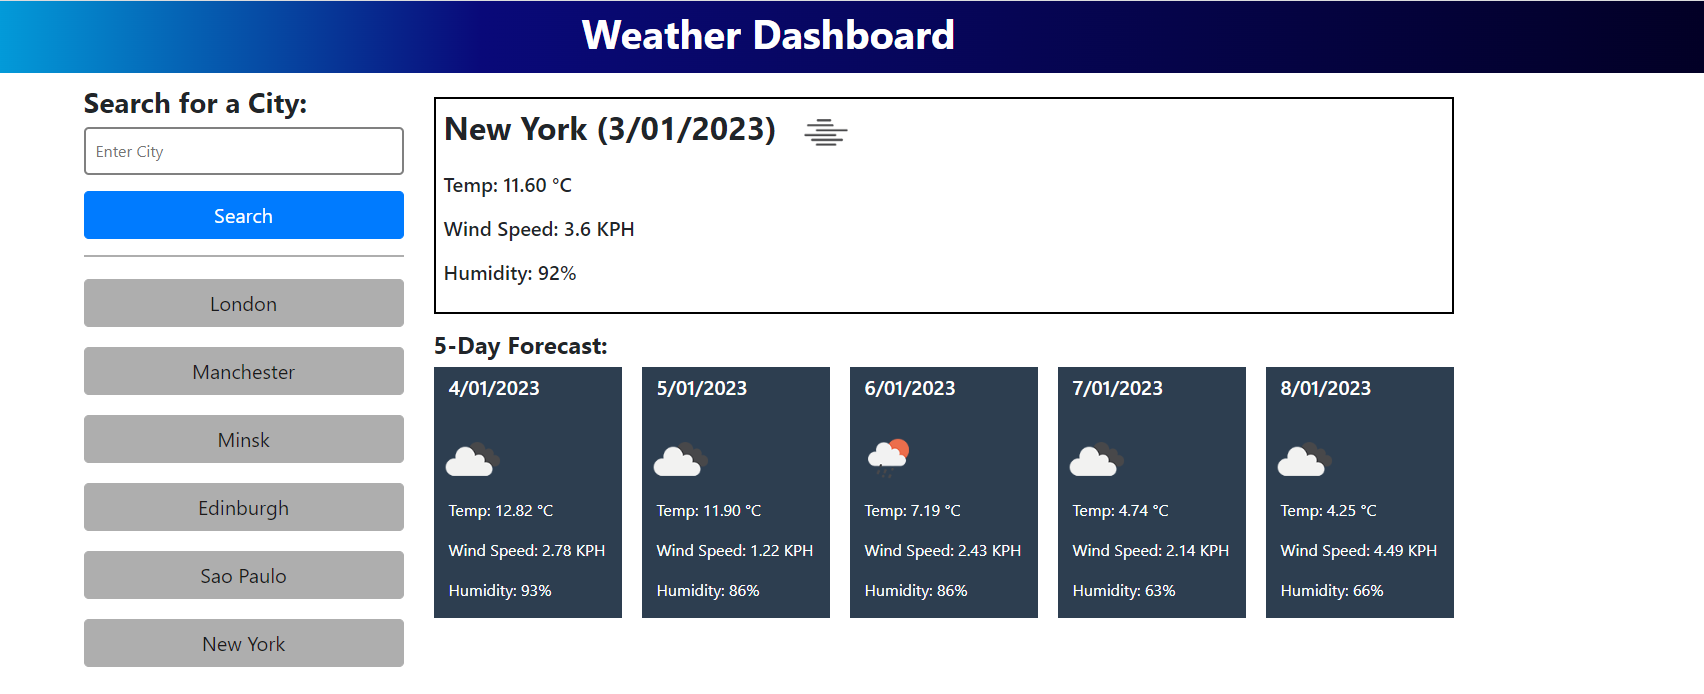 Weather Dashboard
Search for a City:
Enter City
Search
London
Manchester
Minsk
Edinburgh
Sao Paulo
New York
New York (3/01/2023)
Temp: 11.60 °C
Wind Speed: 3.6 KPH
Humidity: 92%
5-Day Forecast:
4/01/2023
Temp: 12.82 °C
Wind Speed: 2.78 KPH
Humidity: 93%
5/01/2023
Temp: 11.90 °C
Wind Speed: 1.22 KPH
Humidity: 86%
6/01/2023
Temp: 7.19 °C
Wind Speed: 2.43 KPH
Humidity: 86%
7/01/2023
Temp: 4.74 °C
Wind Speed: 2.14 KPH
Humidity: 63%
8/01/2023
Temp: 4.25 °C
Wind Speed: 4.49 KPH
Humidity: 66%